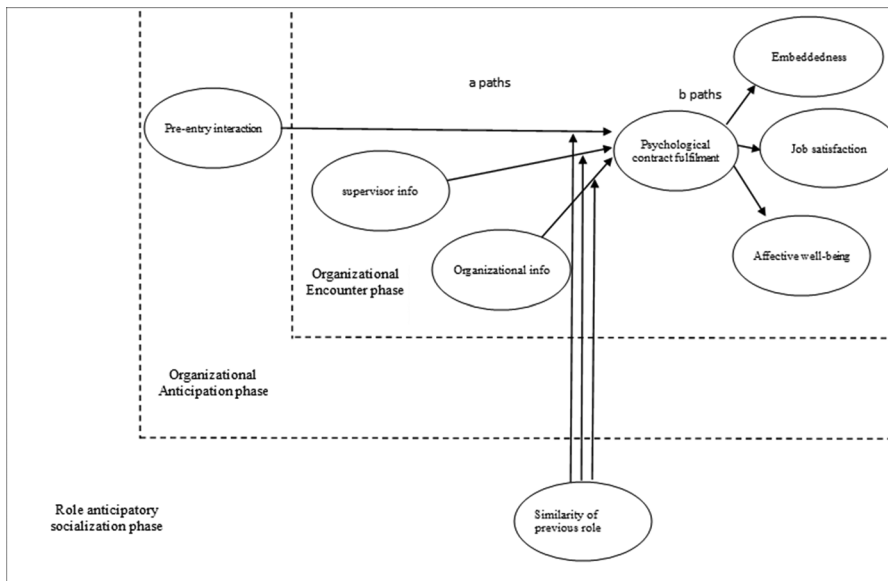 Embeddedness
a paths
b paths
Pre-entry interaction
Psychological
contract fulfilment
Job satisfaction
supervisor info
Affective well-being
Organizational info
Organizational
Encounter phase
Organizational
Anticipation phase
Role anticipatory
socialization phase
Similarity of
previous role